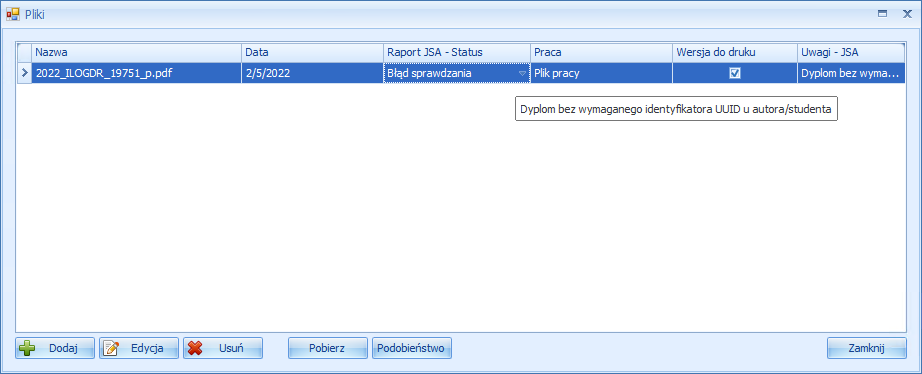 Pliki
Nazwa Data Raport JSA - Status Praca Wersja do druku Uwagi - JSA
2022_ILOGDR_19751_p.pdf 2/5/2022 Błąd sprawdzania Plik pracy Dyplom bez wyma...
Dyplom bez wymaganego identyfikatora UUID u autora/studenta
Dodaj Edycja Usuń Pobierz Podobieństwo Zamknij